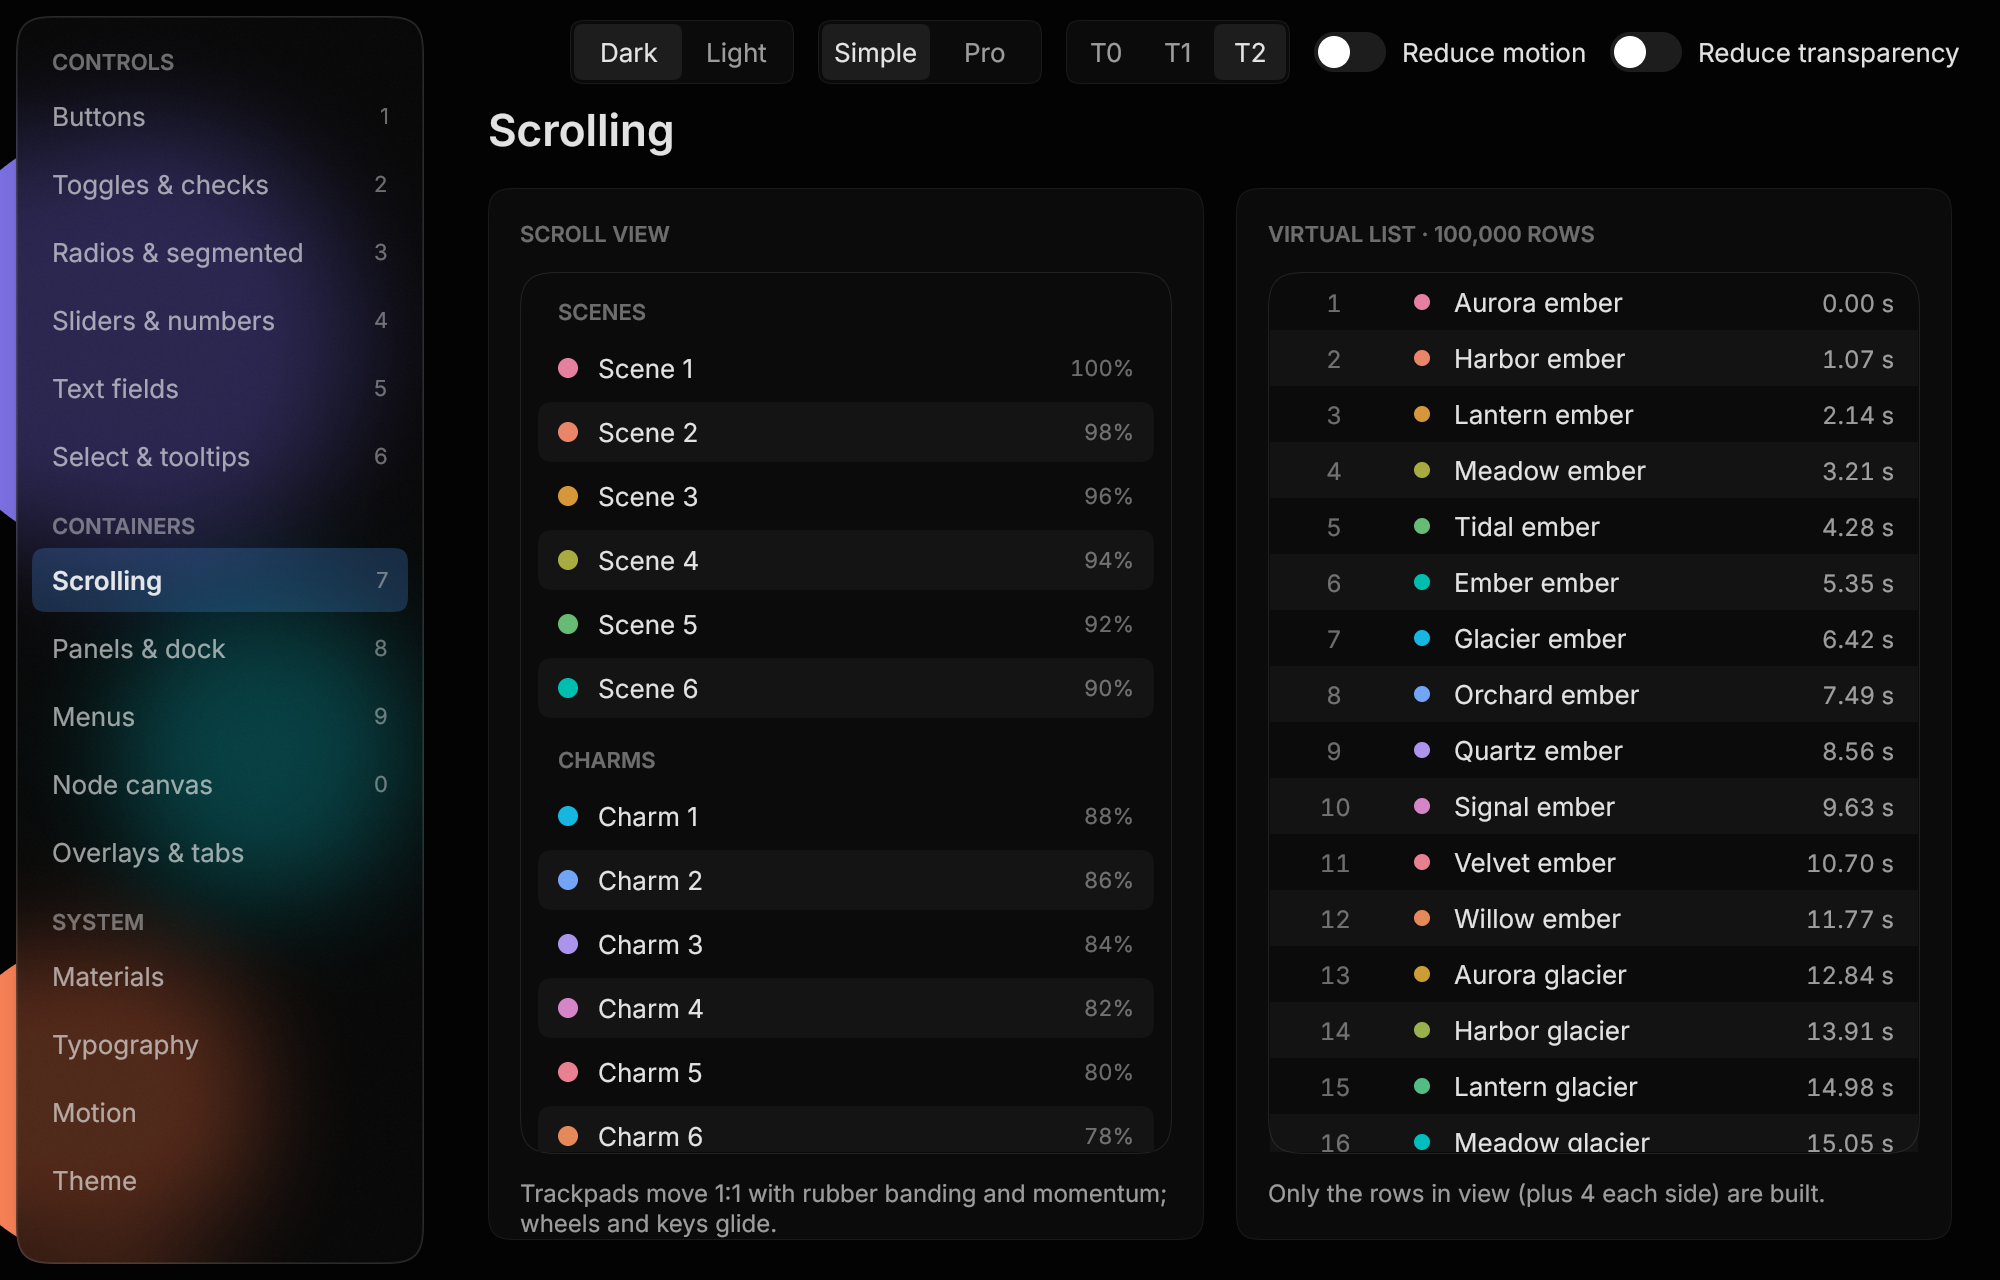 CONTROLS
Buttons 1
Toggles & checks 2
Radios & segmented 3
Sliders & numbers 4
Text fields 5
Select & tooltips 6
CONTAINERS
Scrolling 7
Panels & dock 8
Menus 9
Node canvas 0
Overlays & tabs
SYSTEM
Materials
Typography
Motion
Theme
Dark Light Simple Pro T0 T1 T2 Reduce motion Reduce transparency
Scrolling
SCROLL VIEW
SCENES
Scene 1 100%
Scene 2 98%
Scene 3 96%
Scene 4 94%
Scene 5 92%
Scene 6 90%
CHARMS
Charm 1 88%
Charm 2 86%
Charm 3 84%
Charm 4 82%
Charm 5 80%
Charm 6 78%
Trackpads move 1:1 with rubber banding and momentum;
wheels and keys glide.
VIRTUAL LIST · 100,000 ROWS
1 Aurora ember 0.00 s
2 Harbor ember 1.07 s
3 Lantern ember 2.14 s
4 Meadow ember 3.21 s
5 Tidal ember 4.28 s
6 Ember ember 5.35 s
7 Glacier ember 6.42 s
8 Orchard ember 7.49 s
9 Quartz ember 8.56 s
10 Signal ember 9.63 s
11 Velvet ember 10.70 s
12 Willow ember 11.77 s
13 Aurora glacier 12.84 s
14 Harbor glacier 13.91 s
15 Lantern glacier 14.98 s
16 Meadow glacier 15.05 s
Only the rows in view (plus 4 each side) are built.